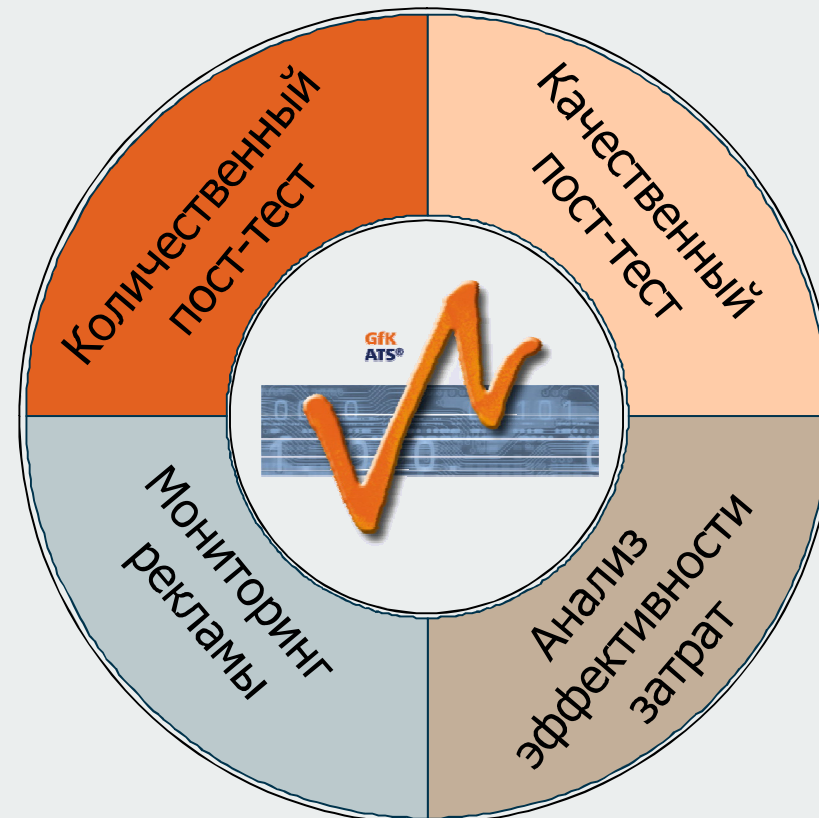 Количественный
пост-тест
Качественный
пост-тест
GfK
ATS®
Мониторинг
рекламы
Анализ
эффективности
затрат